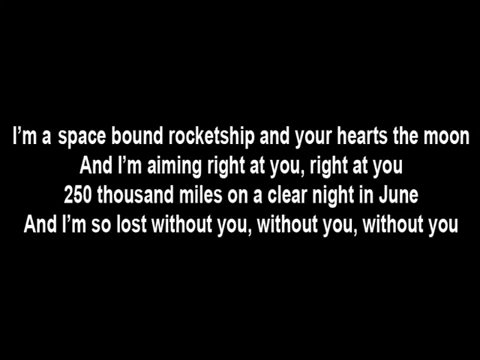 I’m a space bound rocketship and your hearts the moon
And I’m aiming right at you, right at you
250 thousand miles on a clear night in June
And I’m so lost without you, without you, without you